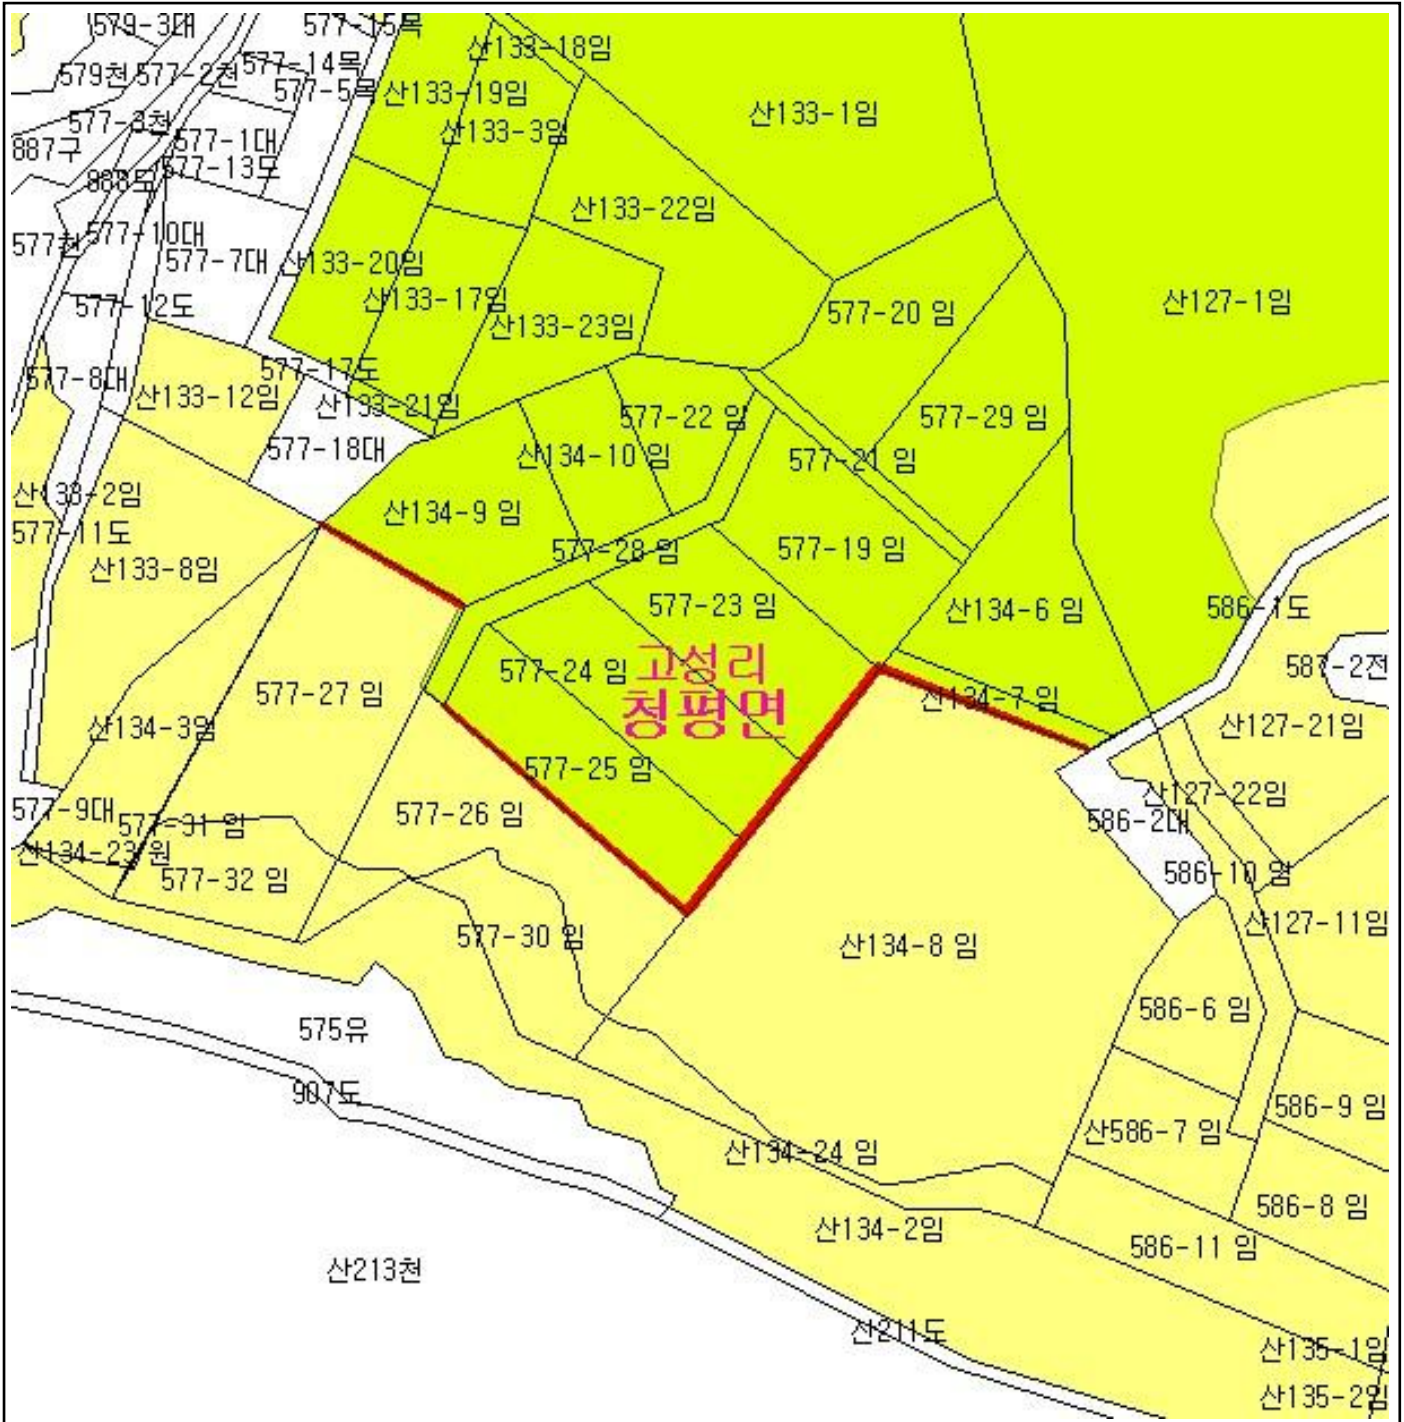 579-3대
577-15목
산133-18임
577-14목
579천
577-2천
577-5목
산133-19임
산133-1임
577-3천
산133-3임
577-1대
887구
577-13도
888도
산133-22임
577-10대
577천
577-7대
산133-20임
577-12도
산133-17임
산133-23임
577-20 임
산127-1임
577-17도
577-8대
산133-12임
산133-21임
577-22 임
577-29 임
577-18대
산134-10 임
577-21 임
산133-2임
산134-9 임
577-11도
577-28 임
577-19 임
산133-8임
577-23 임
산134-6 임
586-1도
고성리
청평면
577-24 임
587-2전
577-27 임
산134-7 임
산134-3임
산127-21임
577-25 임
산127-22임
577-9대
577-31 임
577-26 임
586-2대
산134-23 원
577-32 임
586-10 임
577-30 임
산134-8 임
산127-11임
575유
586-6 임
907도
586-9 임
산586-7 임
산134-24 임
586-8 임
산134-2임
586-11 임
산213천
산211도
산135-1임
산135-2임